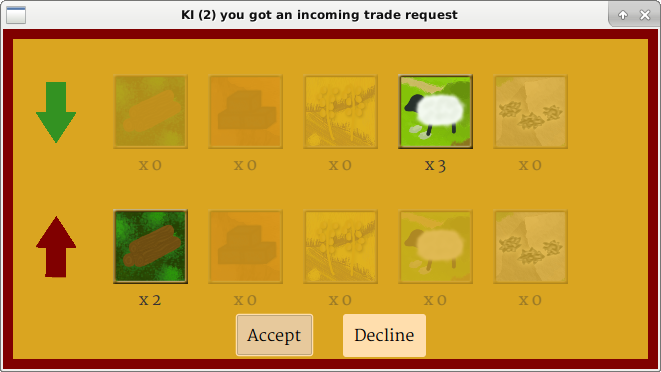 KI (2) you got an incoming trade request
x 0 x 0 x 0 x 3 x 0
x 2 x 0 x 0 x 0 x 0
Accept Decline